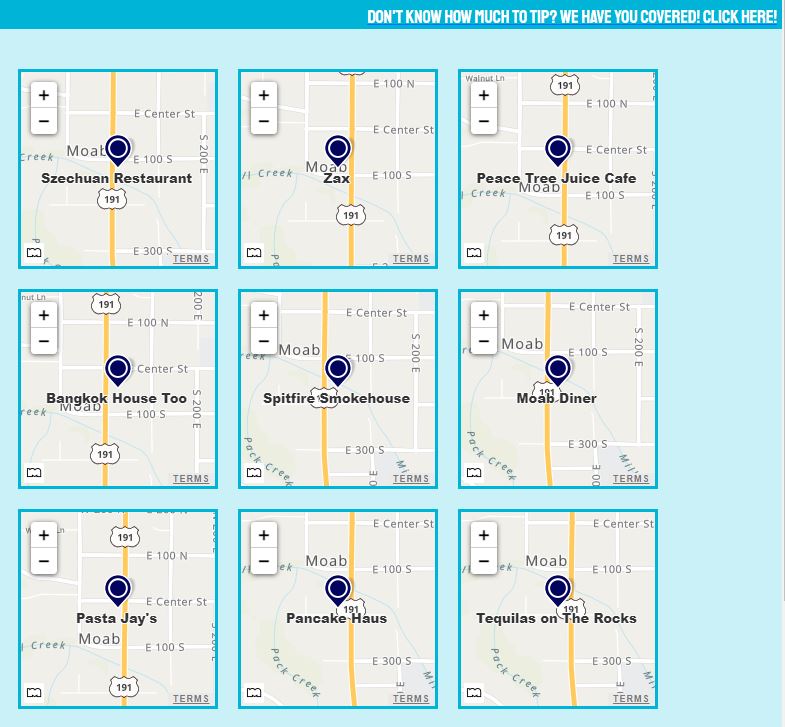 DON'T KNOW HOW MUCH TO TIP? WE HAVE YOU COVERED! CLICK HERE!
+
−
E Center St
S 200 E
Moab
Creek
E 100 S
Szechuan Restaurant
191
E 300 S
TERMS
+
−
E 100 N
E Center St
Moab
Creek
E 100 S
Zax
191
TERMS
Walnut Ln
191
+
−
E 100 N
E Center St
Peace Tree Juice Cafe
Moab
Creek
E 100 S
191
TERMS
191
200 E
+
−
E 100 N
Center St
Bangkok House Too
Moab
reek
E 100 S
S 200 E
191
TERMS
+
−
E Center St
S 200 E
Moab
E 100 S
Spitfire Smokehouse
191
Pack Creek
E 300 S
TERMS
+
−
E Center St
S 200 E
Moab
E 100 S
191
Moab Diner
Pack Creek
E 300 S
TERMS
+
−
191
E 100 N
E Center St
Pasta Jay's
Moab
Creek
E 100 S
191
TERMS
+
−
E Center St
Moab
E 100 S
191
Pancake Haus
Pack Creek
E 300 S
TERMS
+
−
E Center St
Moab
E 100 S
191
Tequilas on The Rocks
Pack Creek
E 300 S
TERMS